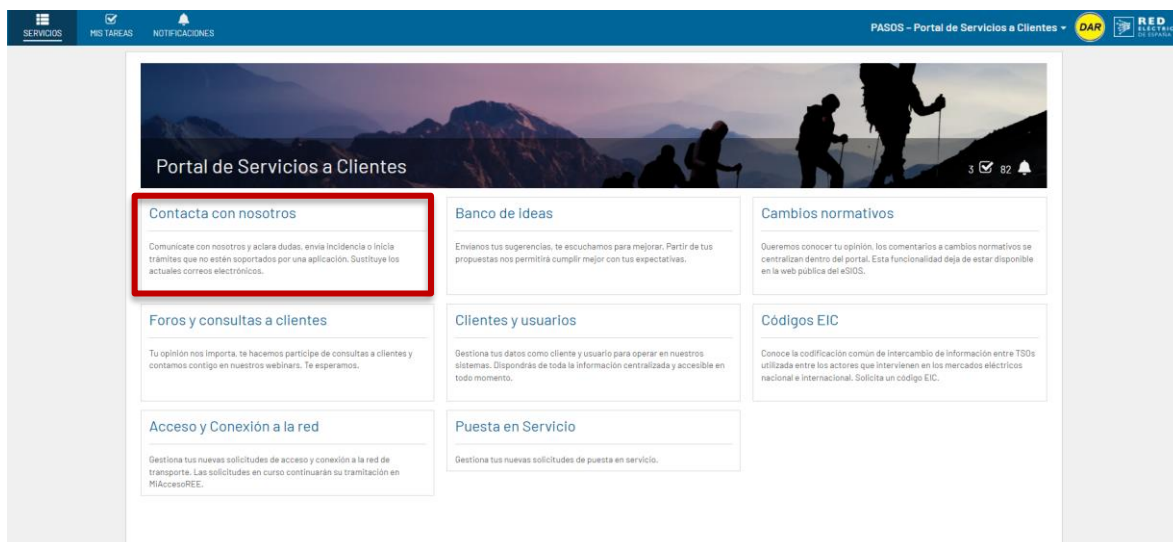 SERVICIOS
MIS TAREAS
NOTIFICACIONES
PASOS - Portal de Servicios a Clientes
DAR
RED
ELÉCTRICA
DE ESPAÑA
Portal de Servicios a Clientes
3
82
Contacta con nosotros
Comunícate con nosotros y aclara dudas, envía incidencia o inicia
trámites que no estén soportados por una aplicación. Sustituye los
actuales correos electrónicos.
Banco de ideas
Envíanos tus sugerencias, te escuchamos para mejorar. Partir de tus
propuestas nos permitirá cumplir mejor con tus expectativas.
Cambios normativos
Queremos conocer tu opinión, los comentarios a cambios normativos se
centralizan dentro del portal. Esta funcionalidad deja de estar disponible
en la web pública del eSIOS.
Foros y consultas a clientes
Tu opinión nos importa, te hacemos partícipe de consultas a clientes y
contamos contigo en nuestros webinars. Te esperamos.
Clientes y usuarios
Gestiona tus datos como cliente y usuario para operar en nuestros
sistemas. Dispondrás de toda la información centralizada y accesible en
todo momento.
Códigos EIC
Conoce la codificación común de intercambio de información entre TSOs
utilizada entre los actores que intervienen en los mercados eléctricos
nacional e internacional. Solicita un código EIC.
Acceso y Conexión a la red
Gestiona tus nuevas solicitudes de acceso y conexión a la red de
transporte. Las solicitudes en curso continuarán su tramitación en
MiAccesoREE.
Puesta en Servicio
Gestiona tus nuevas solicitudes de puesta en servicio.